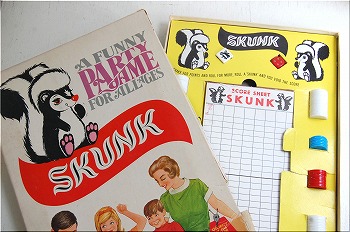 A FUNNY
PARTY
GAME
FOR ALL AGES
SKUNK
SKUNK
SCORE SHEET
SKUNK